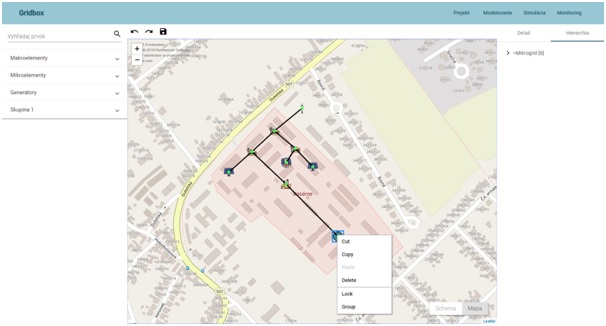 Gridbox
Projekt
Modelovanie
Simulácia
Monitoring
Vyhľadaj prvok
Detail
Hierarchia
Makroelementy
+Mikrogrid [6]
Mikroelementy
Generátory
Skupina 1
Cut
Copy
Paste
Delete
Lock
Group
Schema
Mapa
Leaflet